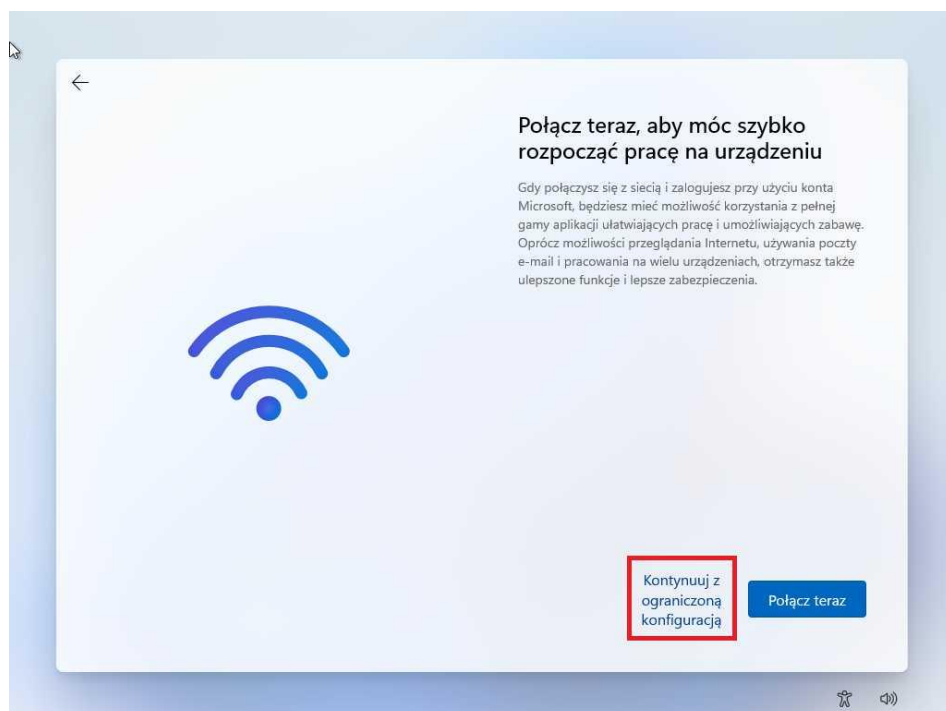 Połącz teraz, aby móc szybko
rozpocząć pracę na urządzeniu
Gdy połączysz się z siecią i zalogujesz przy użyciu konta
Microsoft, będziesz mieć możliwość korzystania z pełnej
gamy aplikacji ułatwiających pracę i umożliwiających zabawę.
Oprócz możliwości przeglądania Internetu, używania poczty
e-mail i pracowania na wielu urządzeniach, otrzymasz także
ulepszone funkcje i lepsze zabezpieczenia.
Kontynuuj z
ograniczoną
konfiguracją
Połącz teraz